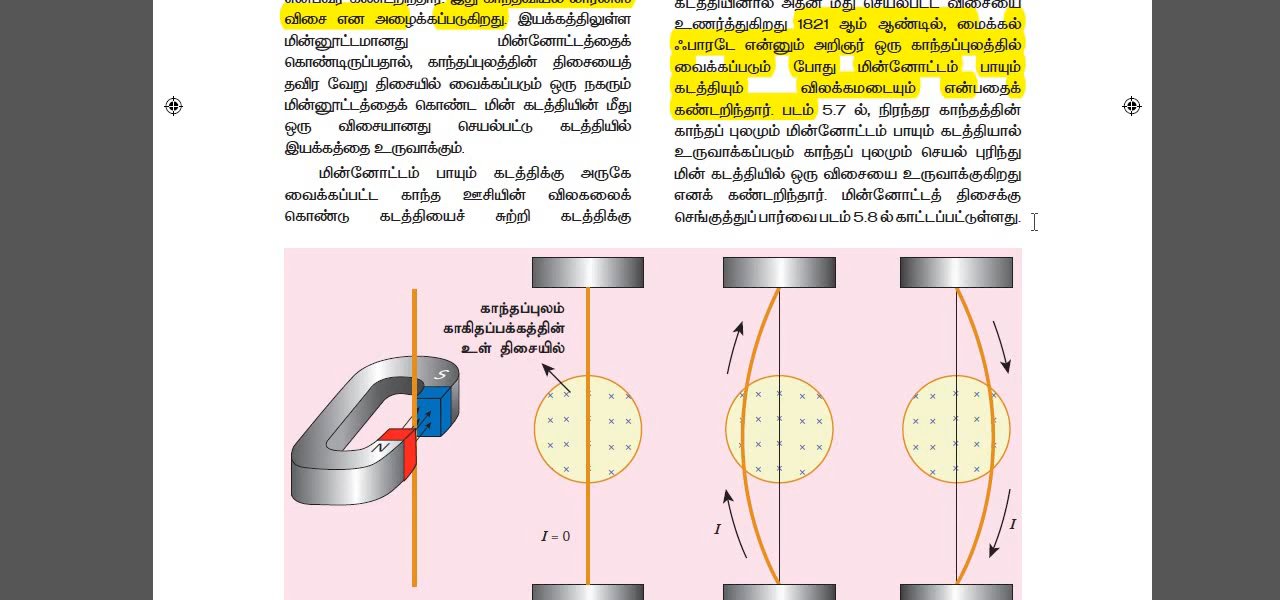 விசை என அழைக்கப்படுகிறது. இயக்கத்திலுள்ள
மின்னூட்டமானது மின்னோட்டத்தைக்
கொண்டிருப்பதால், காந்தப்புலத்தின் திசையைத்
தவிர வேறு திசையில் வைக்கப்படும் ஒரு நகரும்
மின்னூட்டத்தைக் கொண்ட மின் கடத்தியின் மீது
ஒரு விசையானது செயல்பட்டு கடத்தியில்
இயக்கத்தை உருவாக்கும்.
மின்னோட்டம் பாயும் கடத்திக்கு அருகே
வைக்கப்பட்ட காந்த ஊசியின் விலகலைக்
கொண்டு கடத்தியைச் சுற்றி கடத்திக்கு
கடத்தியினால் அதன் மீது செயல்பட்ட விசையை
உணர்த்துகிறது 1821 ஆம் ஆண்டில், மைக்கல்
ஃபாரடே என்னும் அறிஞர் ஒரு காந்தப்புலத்தில்
வைக்கப்படும் போது மின்னோட்டம் பாயும்
கடத்தியும் விலக்கமடையும் என்பதைக்
கண்டறிந்தார். படம் 5.7 ல், நிரந்தர காந்தத்தின்
காந்தப் புலமும் மின்னோட்டம் பாயும் கடத்தியால்
உருவாக்கப்படும் காந்தப் புலமும் செயல் புரிந்து
மின் கடத்தியில் ஒரு விசையை உருவாக்குகிறது
எனக் கண்டறிந்தார். மின்னோட்டத் திசைக்கு
செங்குத்துப் பார்வை படம் 5.8 ல் காட்டப்பட்டுள்ளது.
காந்தப்புலம்
காகிதப்பக்கத்தின்
உள் திசையில்
S
N
I = 0
I
I